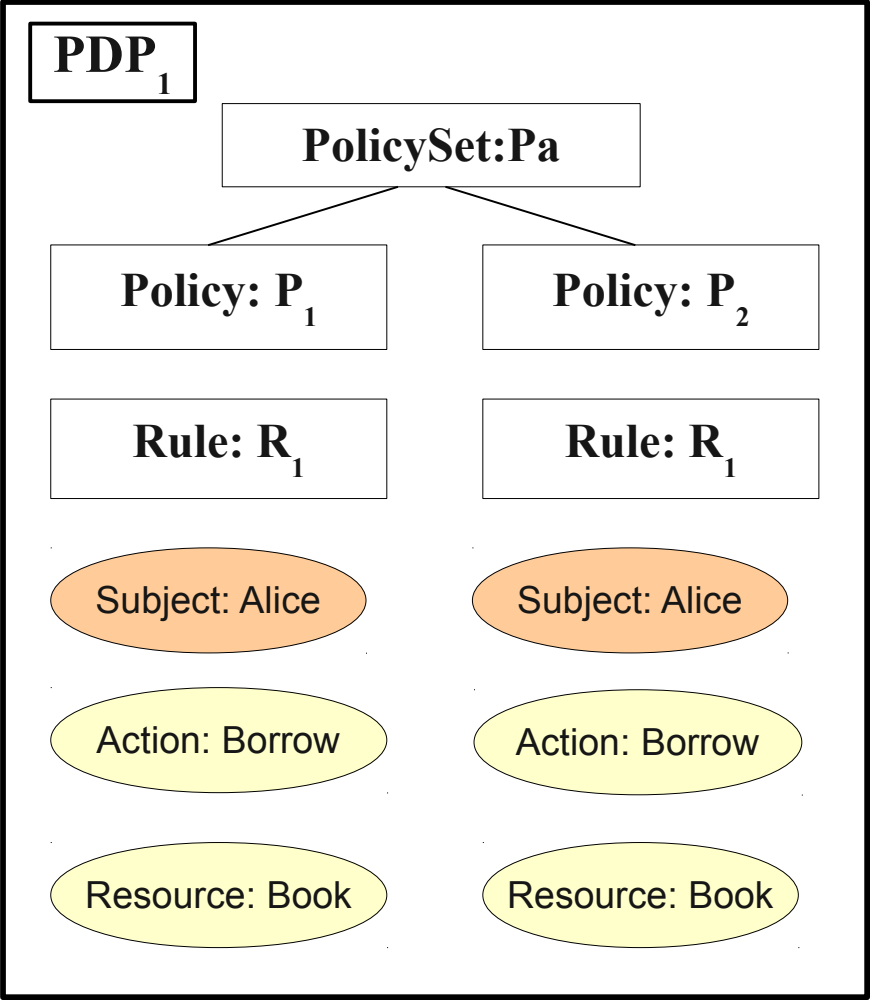 PDP₁
PolicySet:Pa
Policy: P₁
Policy: P₂
Rule: R₁
Rule: R₁
Subject: Alice
Subject: Alice
Action: Borrow
Action: Borrow
Resource: Book
Resource: Book